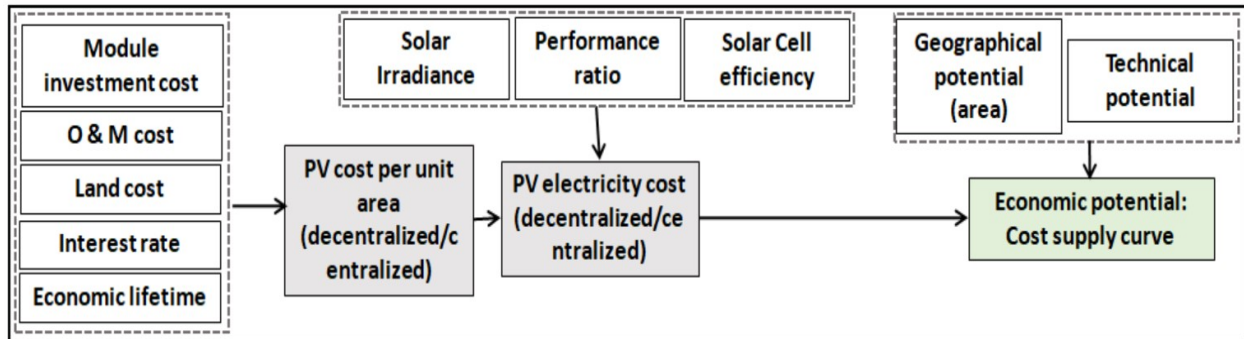 Module
investment cost
O & M cost
Land cost
Interest rate
Economic lifetime
PV cost per unit
area
(decentralized/c
entralized)
Solar
Irradiance
Performance
ratio
Solar Cell
efficiency
PV electricity cost
(decentralized/ce
ntralized)
Geographical
potential
(area)
Technical
potential
Economic potential:
Cost supply curve